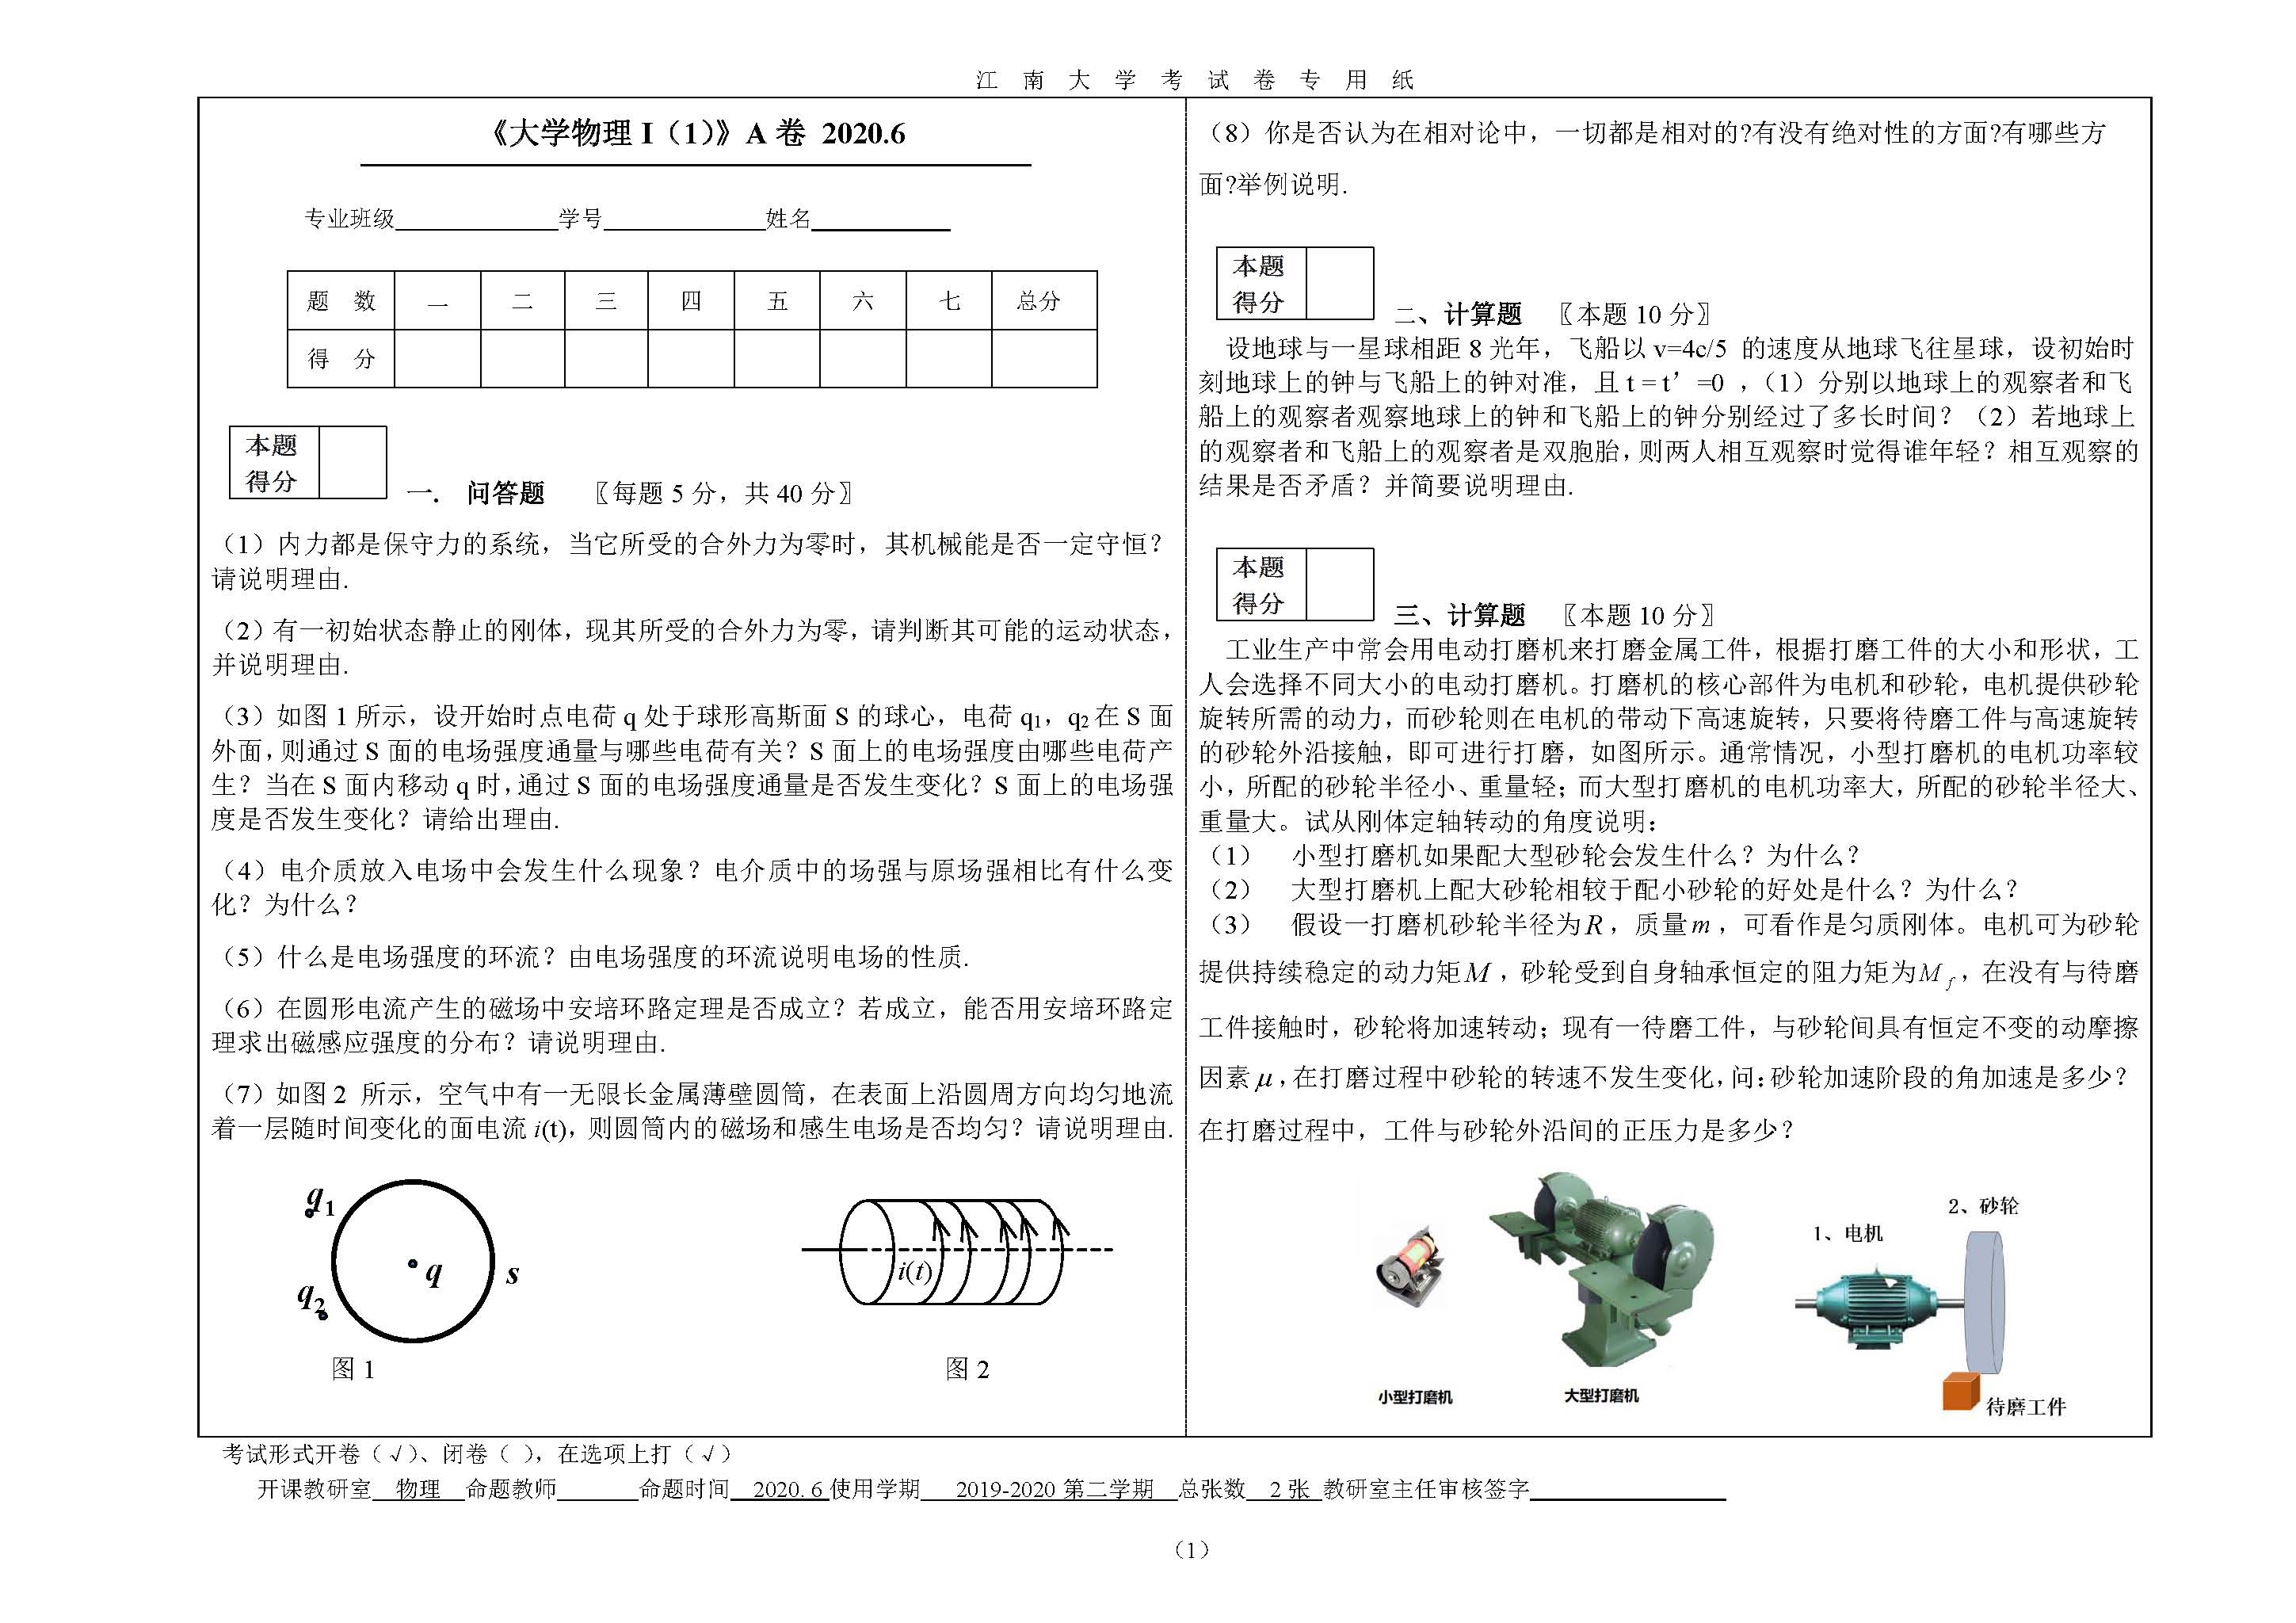 江 南 大 学 考 试 卷 专 用 纸
《大学物理 I（1）》A 卷 2020.6
专业班级 学号 姓名
题 数 一 二 三 四 五 六 七 总分
得 分
本题
得分
一. 问答题 〖每题 5 分，共 40 分〗
（1）内力都是保守力的系统，当它所受的合外力为零时，其机械能是否一定守恒？
请说明理由.
（2）有一初始状态静止的刚体，现其所受的合外力为零，请判断其可能的运动状态，
并说明理由.
（3）如图 1 所示，设开始时点电荷 q 处于球形高斯面 S 的球心，电荷 q1，q2 在 S 面
外面，则通过 S 面的电场强度通量与哪些电荷有关？S 面上的电场强度由哪些电荷产
生？当在 S 面内移动 q 时，通过 S 面的电场强度通量是否发生变化？S 面上的电场强
度是否发生变化？请给出理由.
（4）电介质放入电场中会发生什么现象？电介质中的场强与原场强相比有什么变
化？为什么？
（5）什么是电场强度的环流？由电场强度的环流说明电场的性质.
（6）在圆形电流产生的磁场中安培环路定理是否成立？若成立，能否用安培环路定
理求出磁感应强度的分布？请说明理由.
（7）如图 2 所示，空气中有一无限长金属薄壁圆筒，在表面上沿圆周方向均匀地流
着一层随时间变化的面电流 i(t)，则圆筒内的磁场和感生电场是否均匀？请说明理由.
q1
q
q2
s
图 1
i(t)
图 2
（8）你是否认为在相对论中，一切都是相对的?有没有绝对性的方面?有哪些方
面?举例说明.
本题
得分
二、计算题 〖本题 10 分〗
设地球与一星球相距 8 光年，飞船以 v=4c/5 的速度从地球飞往星球，设初始时
刻地球上的钟与飞船上的钟对准，且 t = t’ =0 ，（1）分别以地球上的观察者和飞
船上的观察者观察地球上的钟和飞船上的钟分别经过了多长时间？（2）若地球上
的观察者和飞船上的观察者是双胞胎，则两人相互观察时觉得谁年轻？相互观察的
结果是否矛盾？并简要说明理由.
本题
得分
三、计算题 〖本题 10 分〗
工业生产中常会用电动打磨机来打磨金属工件，根据打磨工件的大小和形状，工
人会选择不同大小的电动打磨机。打磨机的核心部件为电机和砂轮，电机提供砂轮
旋转所需的动力，而砂轮则在电机的带动下高速旋转，只要将待磨工件与高速旋转
的砂轮外沿接触，即可进行打磨，如图所示。通常情况，小型打磨机的电机功率较
小，所配的砂轮半径小、重量轻；而大型打磨机的电机功率大，所配的砂轮半径大、
重量大。试从刚体定轴转动的角度说明：
（1） 小型打磨机如果配大型砂轮会发生什么？为什么？
（2） 大型打磨机上配大砂轮相较于配小砂轮的好处是什么？为什么？
（3） 假设一打磨机砂轮半径为 R，质量 m，可看作是匀质刚体。电机可为砂轮
提供持续稳定的动力矩 M，砂轮受到自身轴承恒定的阻力矩为 Mf，在没有与待磨
工件接触时，砂轮将加速转动；现有一待磨工件，与砂轮间具有恒定不变的动摩擦
因素 μ，在打磨过程中砂轮的转速不发生变化，问：砂轮加速阶段的角加速是多少？
在打磨过程中，工件与砂轮外沿间的正压力是多少？
2、砂轮
1、电机
小型打磨机
大型打磨机
待磨工件
考试形式开卷（√）、闭卷（ ），在选项上打（√）
开课教研室 物理 命题教师 命题时间 2020. 6 使用学期 2019-2020 第二学期 总张数 2 张 教研室主任审核签字
（1）